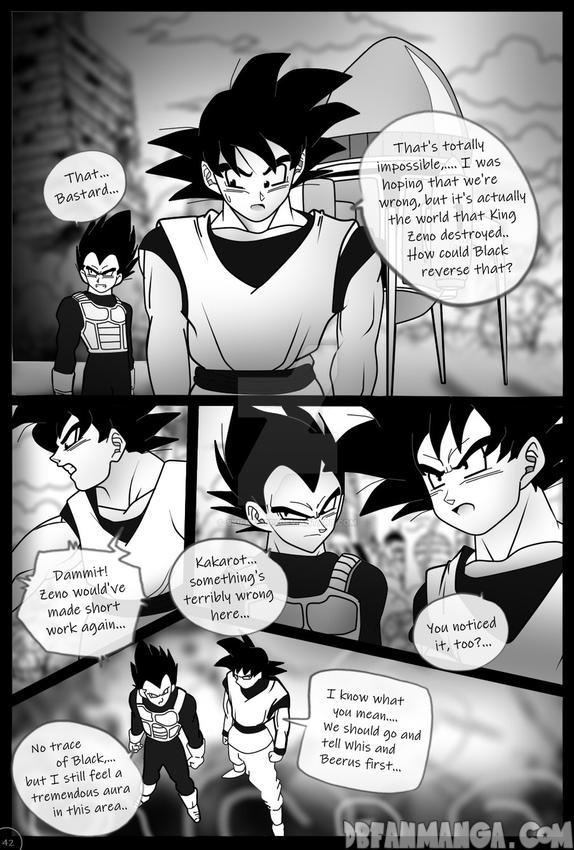 That...
Bastard...
That's totally
impossible,.... I was
hoping that we're
wrong, but it's actually
the world that King
Zeno destroyed..
How could Black
reverse that?
Dammit!
Zeno would've
made short
work again...
Kakarot...
something's
terribly wrong
here...
You noticed
it, too?...
No trace
of Black,...
but I still feel a
tremendous aura
in this area..
I know what
you mean....
We should go and
tell Whis and
Beerus first...
42
DBFANMANGA.COM